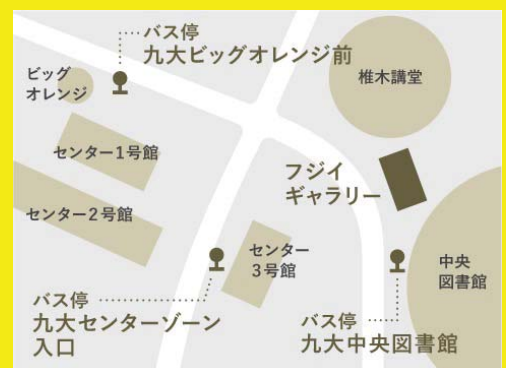 バス停
九大ビッグオレンジ前
ビッグ
オレンジ
椎木講堂
センター1号館
フジイ
ギャラリー
センター2号館
センター
3号館
中央
図書館
バス停
九大センターゾーン
入口
バス停
九大中央図書館